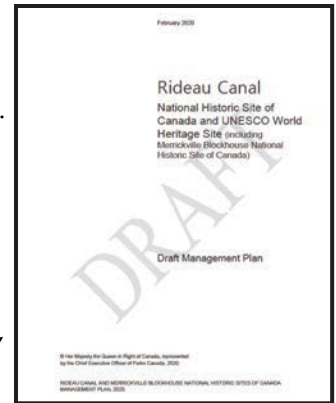 February 2020
Rideau Canal
National Historic Site of
Canada and UNESCO World
Heritage Site (including
Merrickville Blockhouse National
Historic Site of Canada)
DRAFT
Draft Management Plan
© Her Majesty the Queen in Right of Canada, represented
by the Chief Executive Officer of Parks Canada, 2020.
RIDEAU CANAL AND MERRICKVILLE BLOCKHOUSE NATIONAL HISTORIC SITES OF CANADA
MANAGEMENT PLAN, 2020.